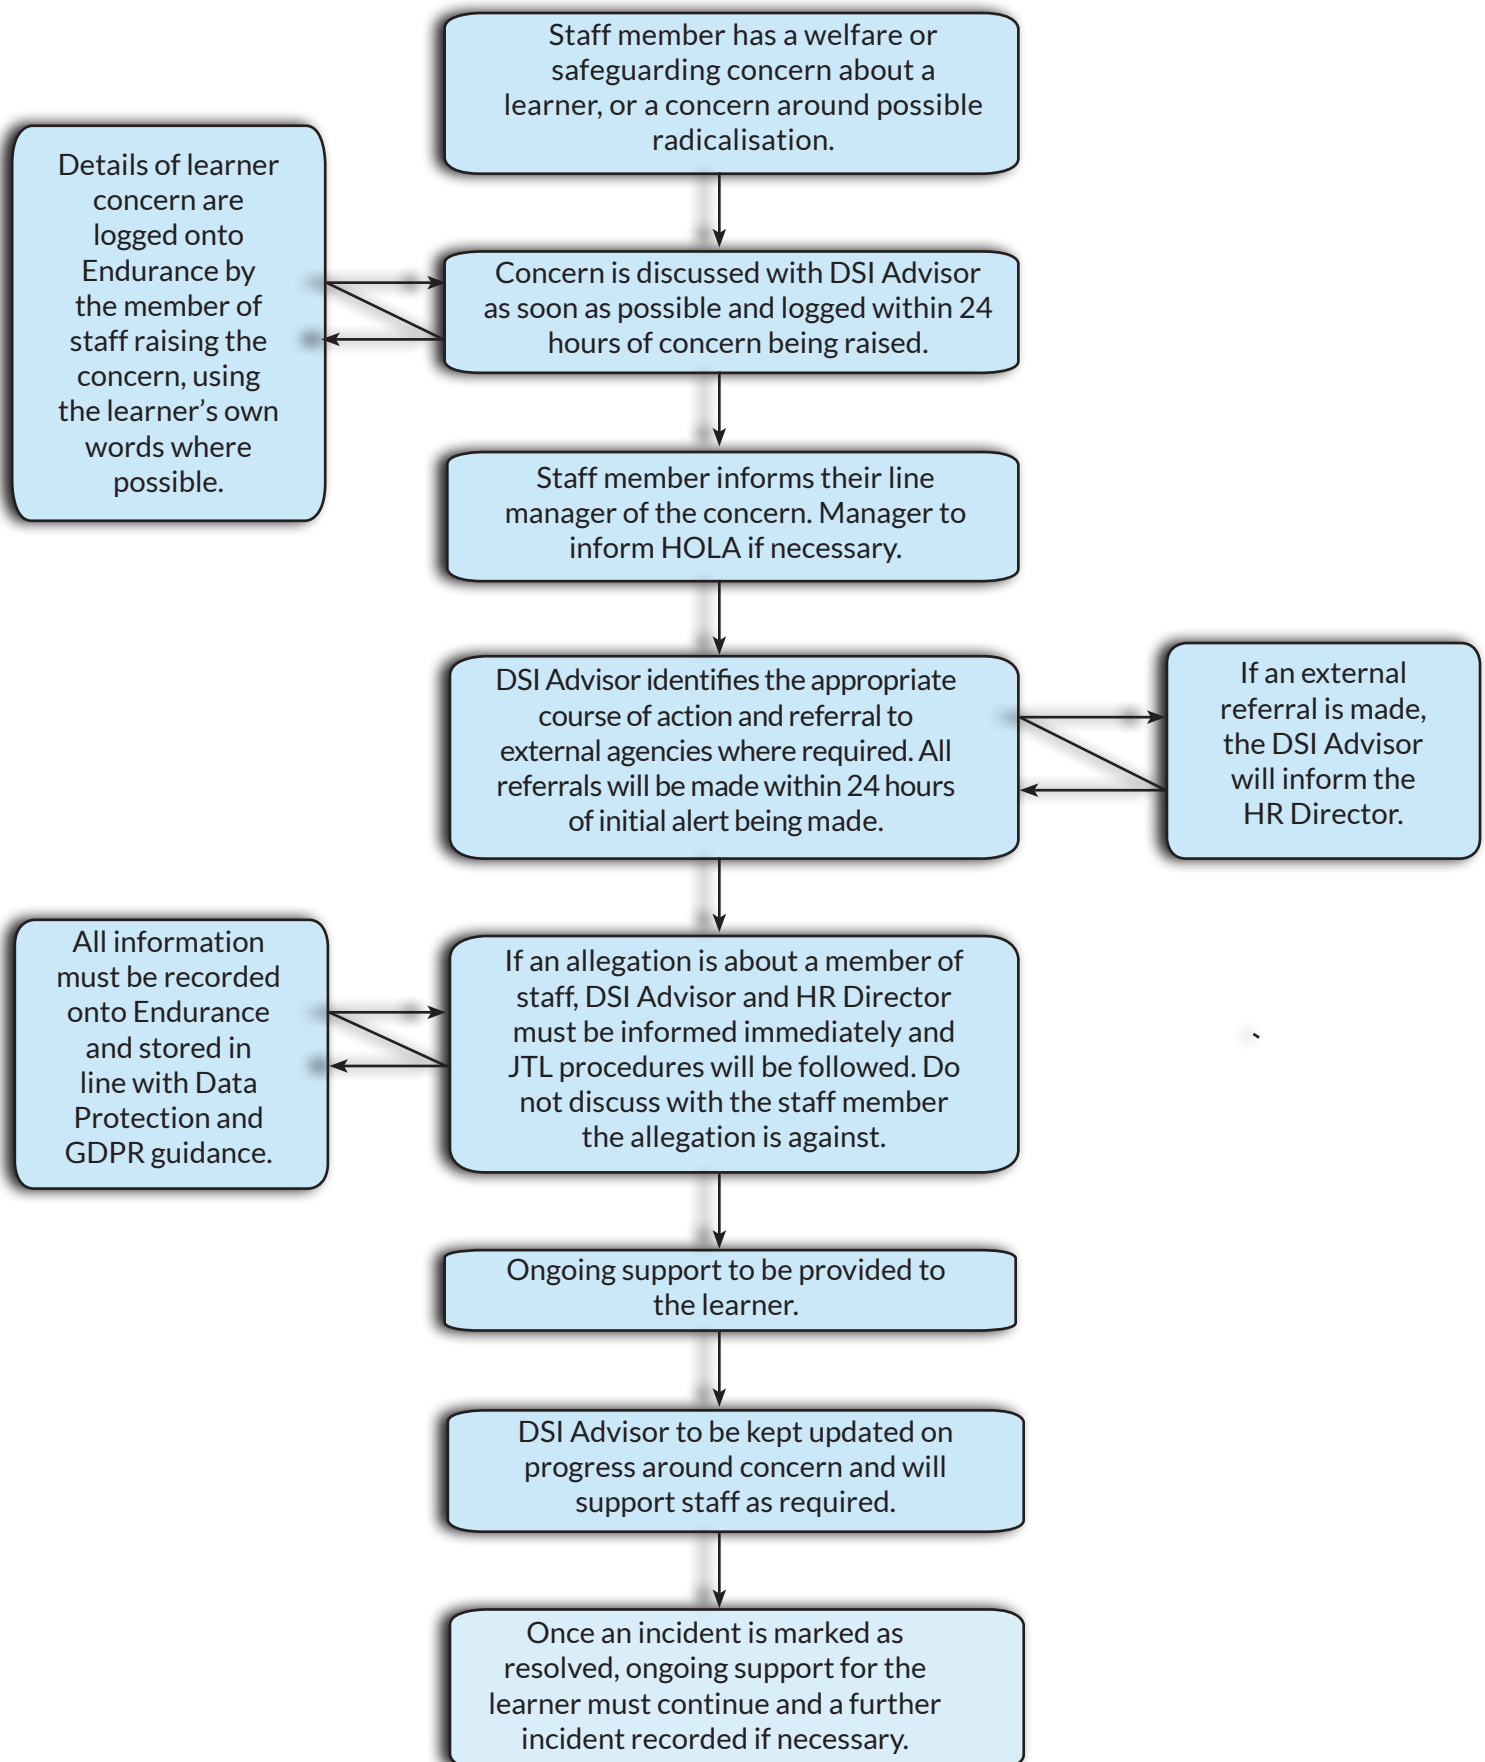 Staff member has a welfare or
safeguarding concern about a
learner, or a concern around possible
radicalisation.
Details of learner
concern are
logged onto
Endurance by
the member of
staff raising the
concern, using
the learner’s own
words where
possible.
Concern is discussed with DSI Advisor
as soon as possible and logged within 24
hours of concern being raised.
Staff member informs their line
manager of the concern. Manager to
inform HOLA if necessary.
DSI Advisor identifies the appropriate
course of action and referral to
external agencies where required. All
referrals will be made within 24 hours
of initial alert being made.
If an external
referral is made,
the DSI Advisor
will inform the
HR Director.
All information
must be recorded
onto Endurance
and stored in
line with Data
Protection and
GDPR guidance.
If an allegation is about a member of
staff, DSI Advisor and HR Director
must be informed immediately and
JTL procedures will be followed. Do
not discuss with the staff member
the allegation is against.
Ongoing support to be provided to
the learner.
DSI Advisor to be kept updated on
progress around concern and will
support staff as required.
Once an incident is marked as
resolved, ongoing support for the
learner must continue and a further
incident recorded if necessary.